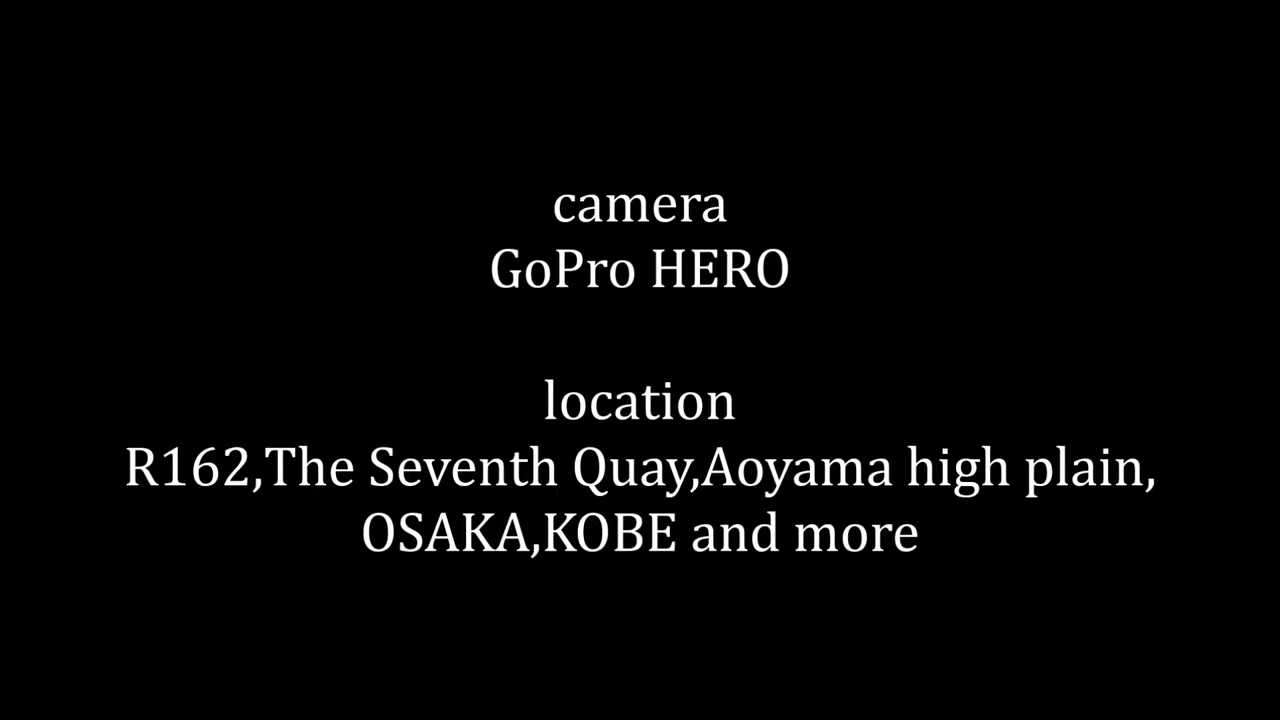 camera
GoPro HERO
location
R162,The Seventh Quay,Aoyama high plain,
OSAKA,KOBE and more